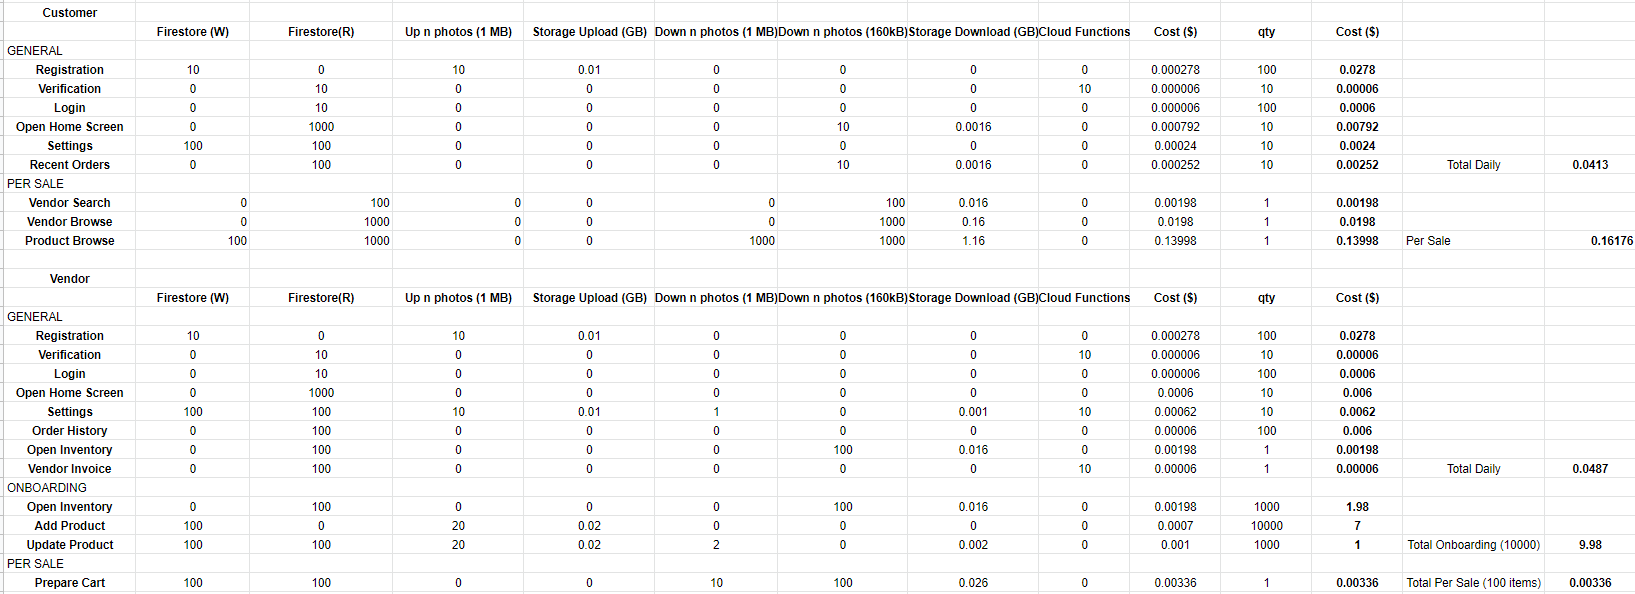 Customer
Firestore (W) Firestore(R) Up n photos (1 MB) Storage Upload (GB) Down n photos (1 MB) Down n photos (160kB) Storage Download (GB) Cloud Functions Cost ($) qty Cost ($)
GENERAL
Registration 10 0 10 0.01 0 0 0 0 0.000278 100 0.0278
Verification 0 10 0 0 0 0 0 10 0.000006 10 0.00006
Login 0 10 0 0 0 0 0 0 0.000006 100 0.0006
Open Home Screen 0 1000 0 0 0 10 0.0016 0 0.000792 10 0.00792
Settings 100 100 0 0 0 0 0 0 0.00024 10 0.0024
Recent Orders 0 100 0 0 0 10 0.0016 0 0.000252 10 0.00252 Total Daily 0.0413
PER SALE
Vendor Search 0 100 0 0 0 100 0.016 0 0.00198 1 0.00198
Vendor Browse 0 1000 0 0 0 1000 0.16 0 0.0198 1 0.0198
Product Browse 100 1000 0 0 1000 1000 1.16 0 0.13998 1 0.13998 Per Sale 0.16176
Vendor
Firestore (W) Firestore(R) Up n photos (1 MB) Storage Upload (GB) Down n photos (1 MB) Down n photos (160kB) Storage Download (GB) Cloud Functions Cost ($) qty Cost ($)
GENERAL
Registration 10 0 10 0.01 0 0 0 0 0.000278 100 0.0278
Verification 0 10 0 0 0 0 0 10 0.000006 10 0.00006
Login 0 10 0 0 0 0 0 0 0.000006 100 0.0006
Open Home Screen 0 1000 0 0 0 0 0 0 0.0006 10 0.006
Settings 100 100 10 0.01 1 0 0.001 10 0.00062 10 0.0062
Order History 0 100 0 0 0 0 0 0 0.00006 100 0.006
Open Inventory 0 100 0 0 0 100 0.016 0 0.00198 1 0.00198
Vendor Invoice 0 100 0 0 0 0 0 10 0.00006 1 0.00006 Total Daily 0.0487
ONBOARDING
Open Inventory 0 100 0 0 0 100 0.016 0 0.00198 1000 1.98
Add Product 100 0 20 0.02 0 0 0 0 0.0007 10000 7
Update Product 100 100 20 0.02 2 0 0.002 0 0.001 1000 1 Total Onboarding (10000) 9.98
PER SALE
Prepare Cart 100 100 0 0 10 100 0.026 0 0.00336 1 0.00336 Total Per Sale (100 items) 0.00336